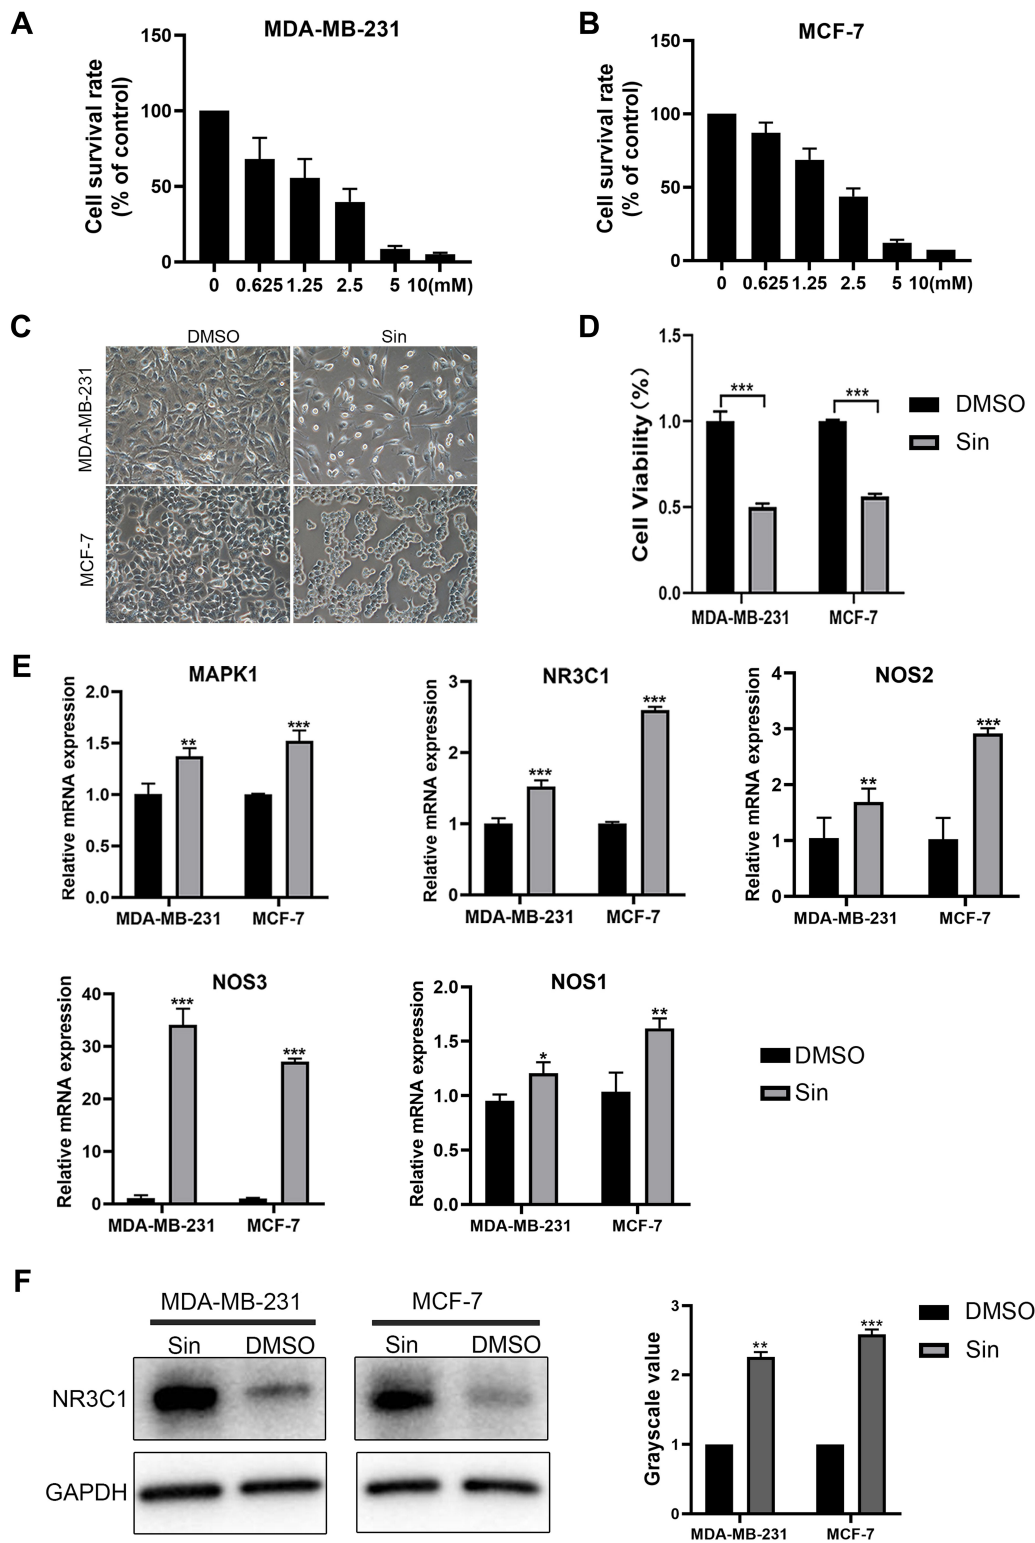 A
MDA-MB-231
Cell survival rate
(% of control)
150
100
50
0
0 0.625 1.25 2.5 5 10(mM)
B
MCF-7
Cell survival rate
(% of control)
150
100
50
0
0 0.625 1.25 2.5 5 10(mM)
C
DMSO Sin
MDA-MB-231
MCF-7
D
Cell Viability (%)
1.5
1.0
0.5
0.0
*** ***
MDA-MB-231 MCF-7
DMSO
Sin
E
MAPK1
Relative mRNA expression
2.0
1.5
1.0
0.5
0.0
** ***
MDA-MB-231 MCF-7
NR3C1
Relative mRNA expression
3
2
1
0
*** ***
MDA-MB-231 MCF-7
NOS2
Relative mRNA expression
4
3
2
1
0
** ***
MDA-MB-231 MCF-7
NOS3
Relative mRNA expression
40
30
20
10
0
*** ***
MDA-MB-231 MCF-7
NOS1
Relative mRNA expression
2.0
1.5
1.0
0.5
0.0
* **
MDA-MB-231 MCF-7
DMSO
Sin
F
MDA-MB-231 MCF-7
Sin DMSO Sin DMSO
NR3C1
GAPDH
Grayscale value
3
2
1
0
** ***
MDA-MB-231 MCF-7
DMSO
Sin